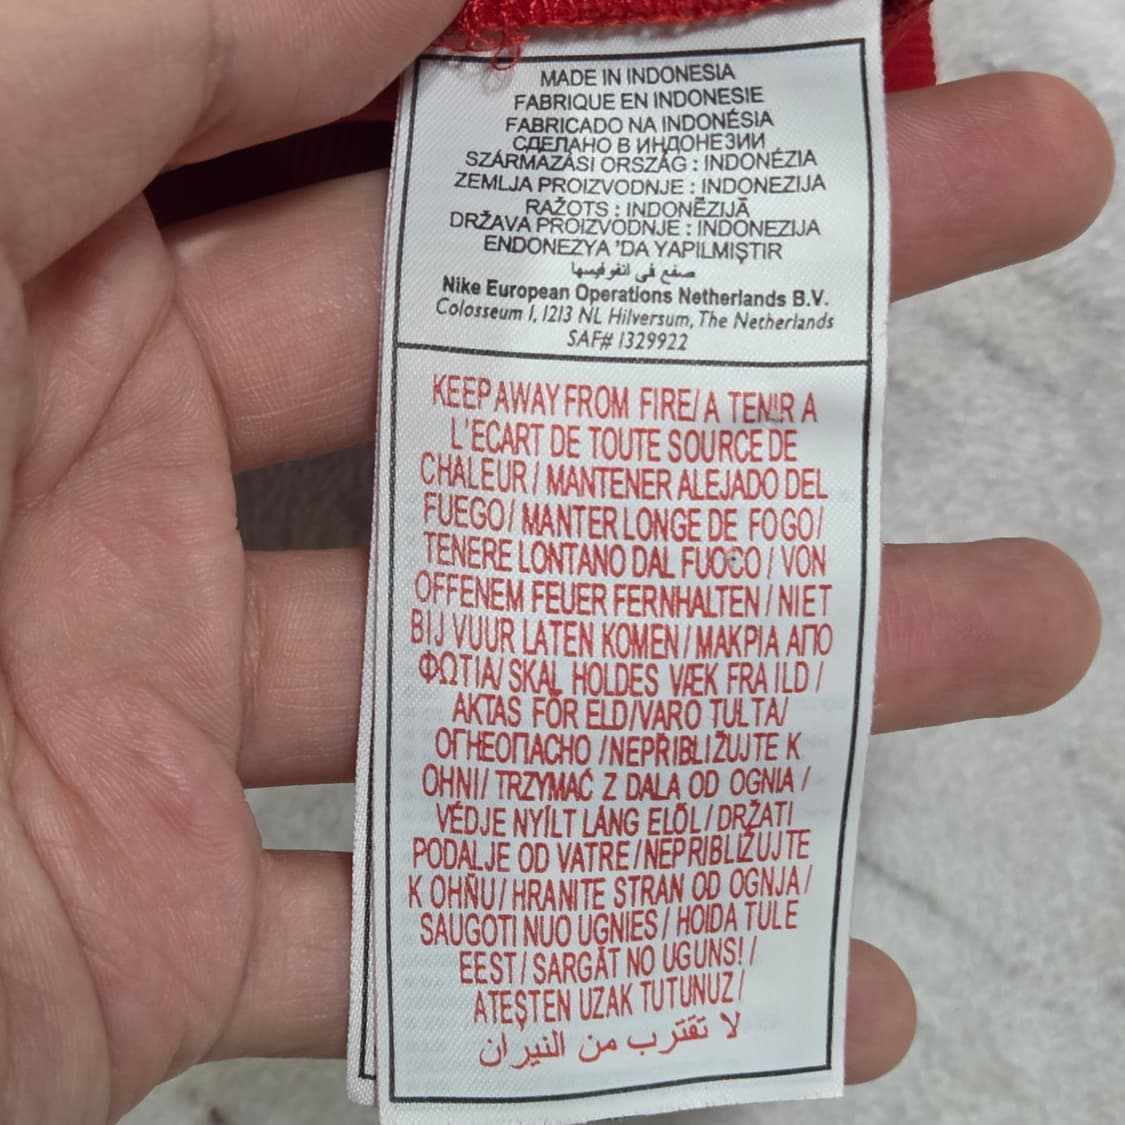 MADE IN INDONESIA
FABRIQUE EN INDONESIE
FABRICADO NA INDONÉSIA
СДЕЛАНО В ИНДОНЕЗИИ
SZÁRMAZÁSI ORSZÁG : INDONÉZIA
ZEMLJA PROIZVODNJE : INDONEZIJA
RAŽOTS : INDONĒZIJĀ
DRŽAVA PROIZVODNJE : INDONEZIJA
ENDONEZYA 'DA YAPILMIŞTIR
صنع في
Nike European Operations Netherlands B.V.
Colosseum 1, 1213 NL Hilversum, The Netherlands
SAF# 1329922
KEEP AWAY FROM FIRE/ A TENIR A
L'ECART DE TOUTE SOURCE DE
CHALEUR / MANTENER ALEJADO DEL
FUEGO/ MANTER LONGE DE FOGO/
TENERE LONTANO DAL FUOCO / VON
OFFENEM FEUER FERNHALTEN / NIET
BIJ VUUR LATEN KOMEN / ΜΑΚΡΙΑ ΑΠΟ
ΦΩΤΙΑ/ SKAL HOLDES VÆK FRA ILD /
AKTAS FÖR ELD/VARO TULTA/
ОГНЕОПАСНО /NEPŘIBLIŽUJTE K
OHNI/ TRZYMAĆ Z DALA OD OGNIA /
VÉDJE NYÍLT LÁNG ELŐL / DRŽATI
PODALJE OD VATRE /NEPRIBLIŽUJTE
K OHŇU/ HRANITE STRAN OD OGNJA/
SAUGOTI NUO UGNIES / HOIDA TULE
EEST / SARGĀT NO UGUNS! /
ATEŞTEN UZAK TUTUNUZ /
لا تقترب من النيران